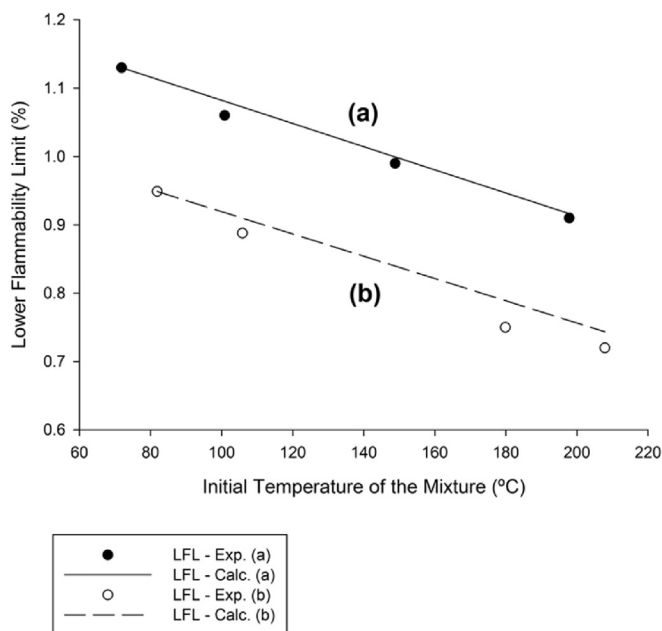 1.2
1.1
1.0
0.9
0.8
0.7
0.6
Lower Flammability Limit (%)
(a)
(b)
60 80 100 120 140 160 180 200 220
Initial Temperature of the Mixture (ºC)
LFL - Exp. (a)
LFL - Calc. (a)
LFL - Exp. (b)
LFL - Calc. (b)